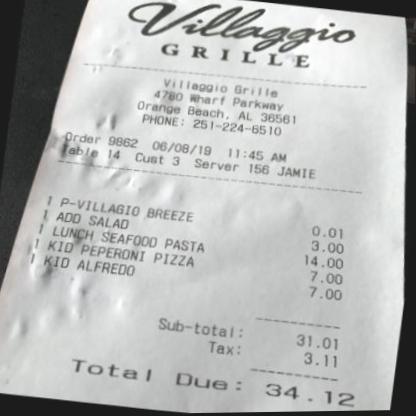 Villaggio
GRILLE
Villaggio Grille
4780 Wharf Parkway
Orange Beach, AL 36561
PHONE: 251-224-6510
Order 9862 06/08/19 11:45 AM
Table 14 Cust 3 Server 156 JAMIE
1 P-VILLAGIO BREEZE 0.01
1 ADD SALAD 3.00
1 LUNCH SEAFOOD PASTA 14.00
1 KID PEPERONI PIZZA 7.00
1 KID ALFREDO 7.00
Sub-total: 31.01
Tax: 3.11
Total Due: 34.12